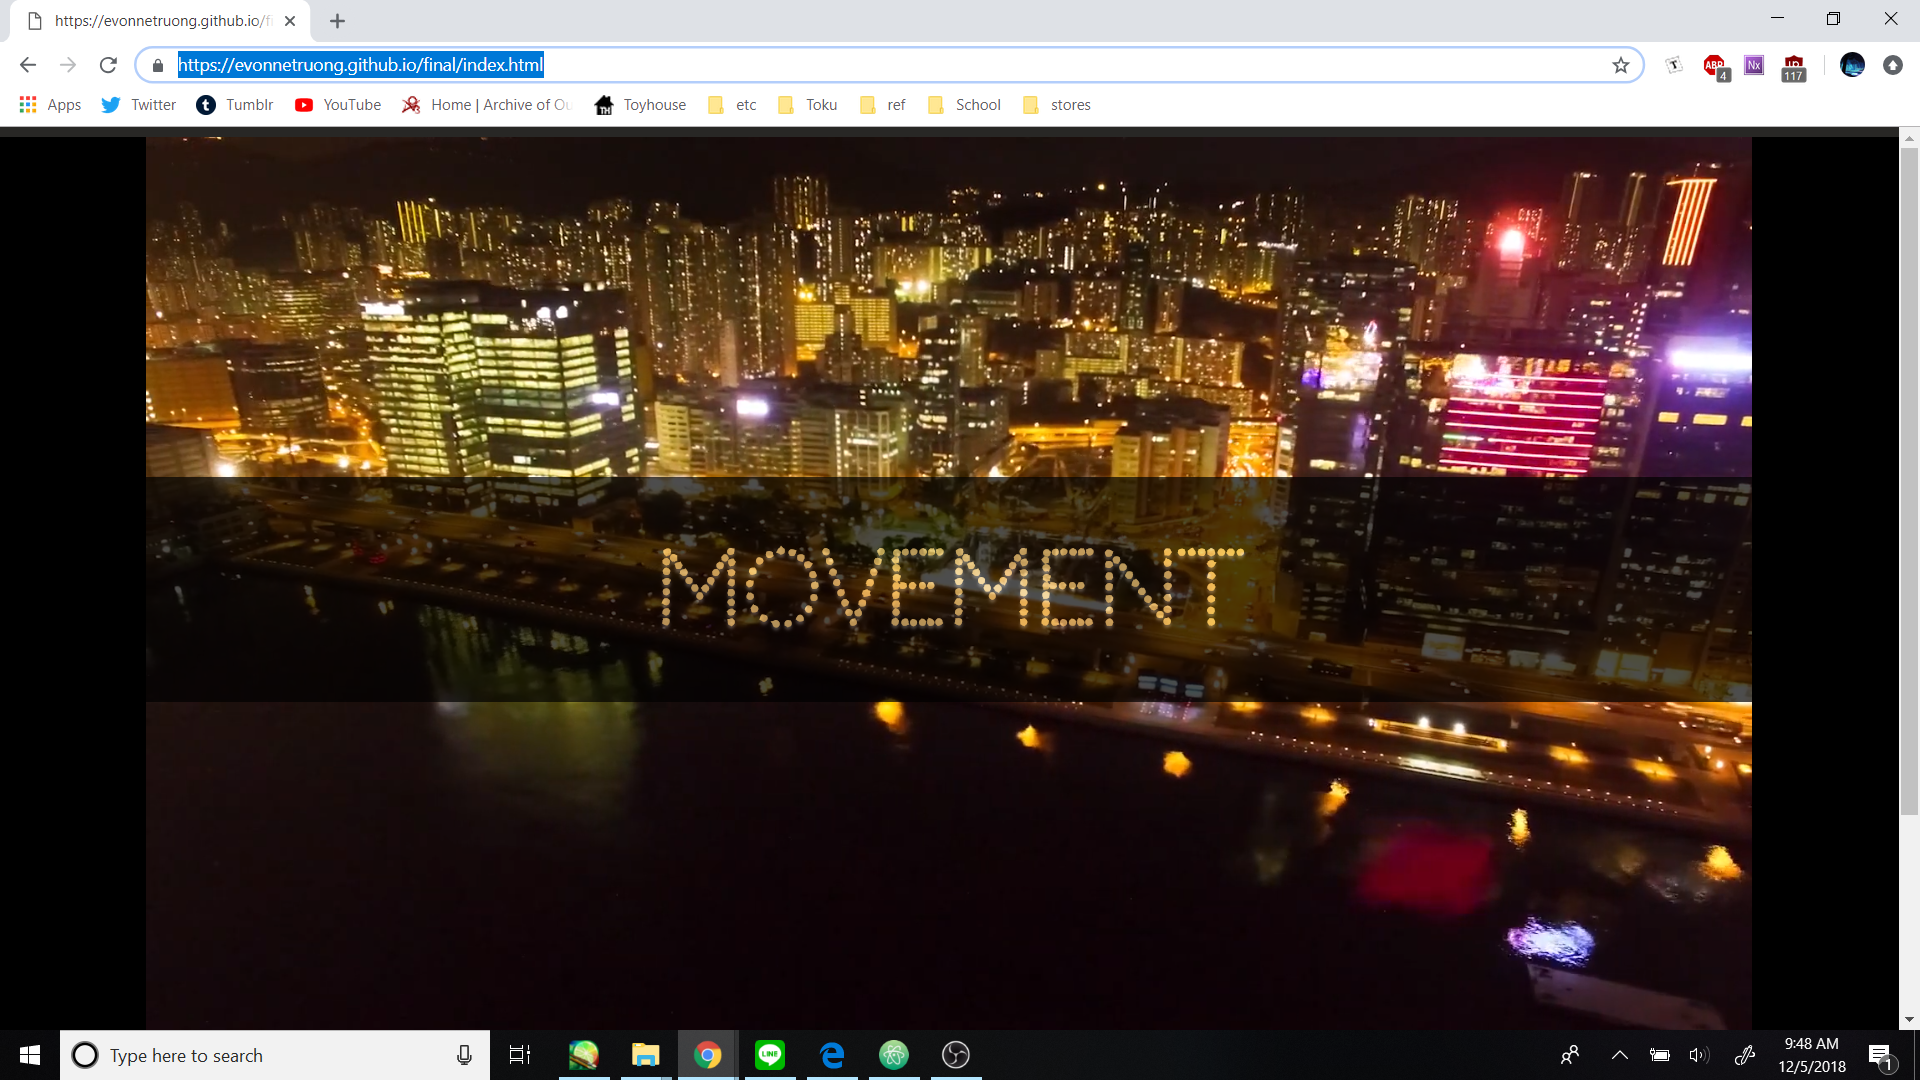 https://evonnetruong.github.io/fi
https://evonnetruong.github.io/final/index.html
T
ABP
4
Nx
117
Apps
Twitter
t
Tumblr
YouTube
Home | Archive of Ou
TH
Toyhouse
etc
Toku
ref
School
stores
MOVEMENT
Type here to search
LINE
9:48 AM
12/5/2018
1